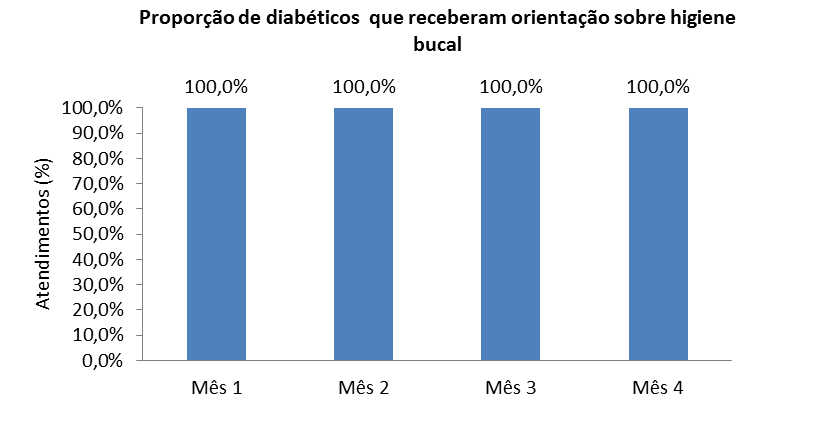 Proporção de diabéticos que receberam orientação sobre higiene
bucal
100,0% 100,0% 100,0% 100,0%
Atendimentos (%)
100,0%
90,0%
80,0%
70,0%
60,0%
50,0%
40,0%
30,0%
20,0%
10,0%
0,0%
Mês 1 Mês 2 Mês 3 Mês 4